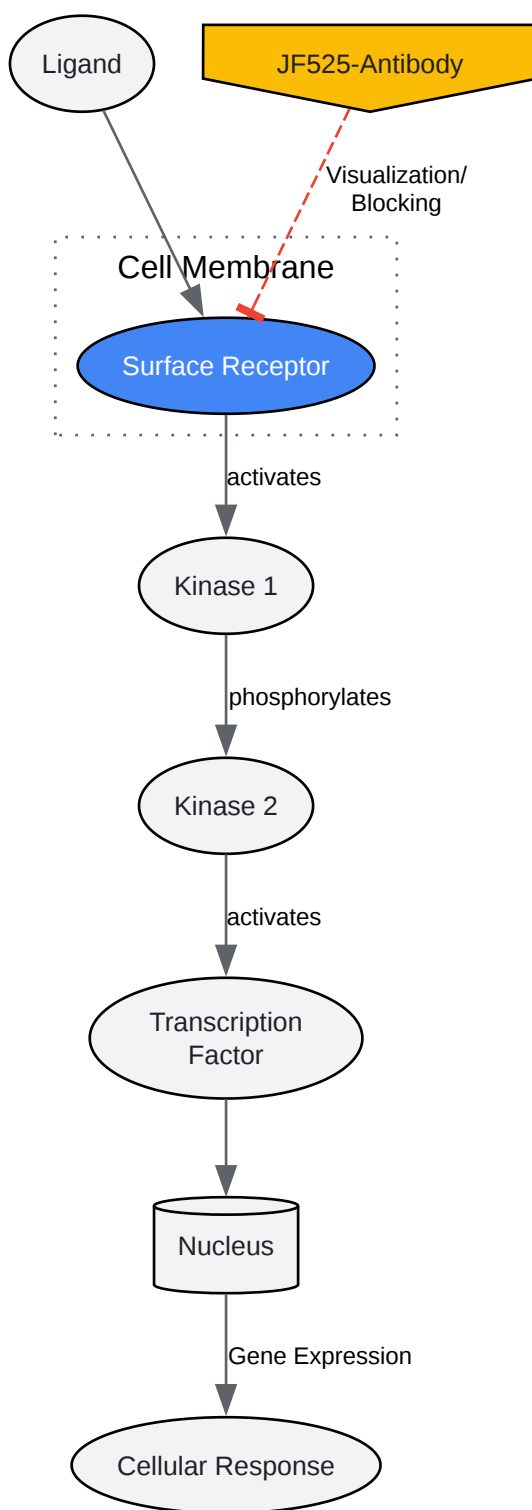 Ligand
JF525-Antibody
Visualization/
Blocking
Cell Membrane
Surface Receptor
activates
Kinase 1
phosphorylates
Kinase 2
activates
Transcription
Factor
Nucleus
Gene Expression
Cellular Response